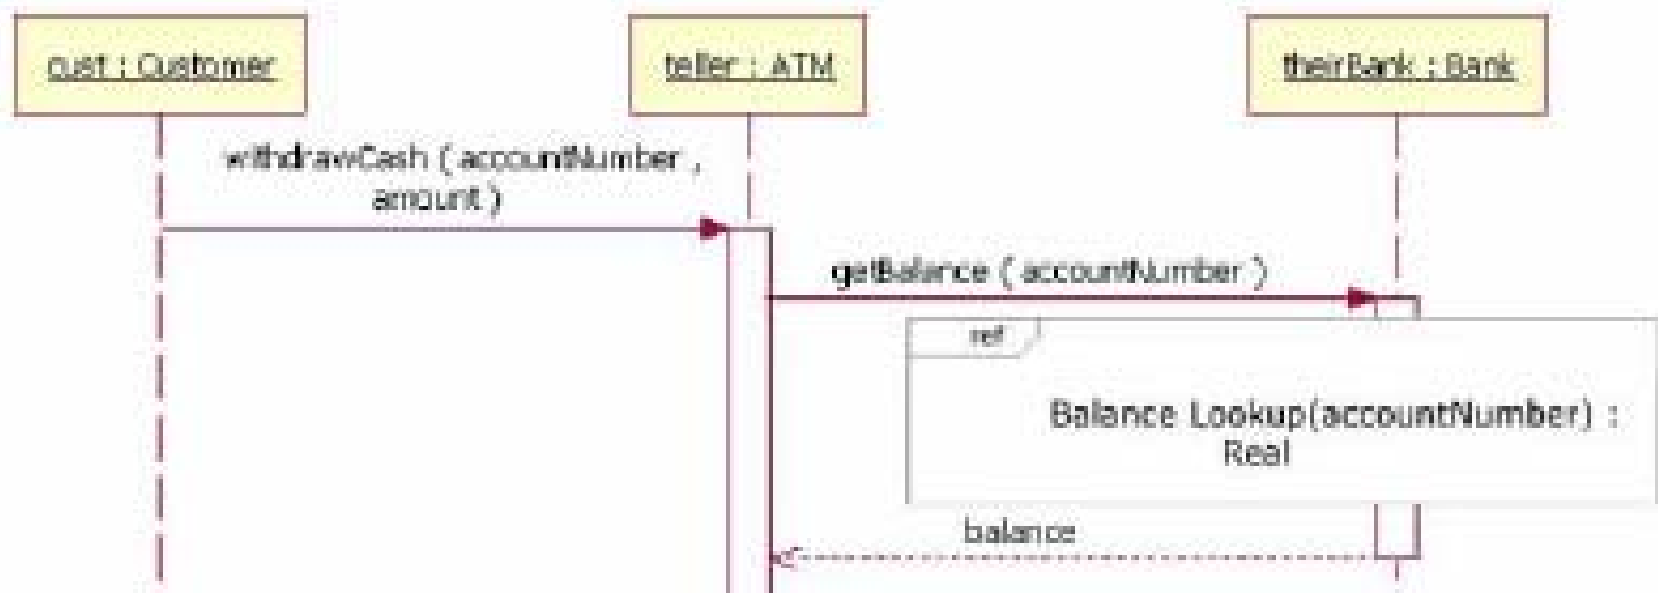 cust : Customer
teller : ATM
theirBank : Bank
withdrawCash ( accountNumber ,
amount )
getBalance ( accountNumber )
ref
Balance Lookup(accountNumber) :
Real
balance